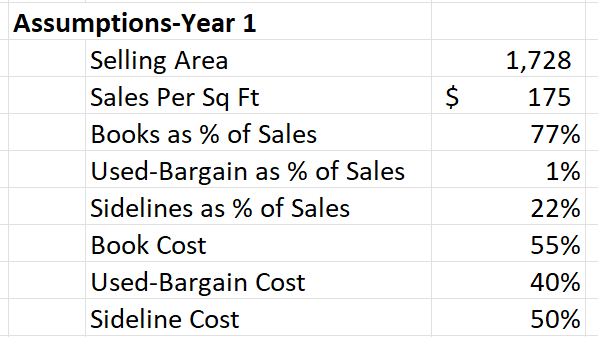 Assumptions-Year 1
Selling Area 1,728
Sales Per Sq Ft $ 175
Books as % of Sales 77%
Used-Bargain as % of Sales 1%
Sidelines as % of Sales 22%
Book Cost 55%
Used-Bargain Cost 40%
Sideline Cost 50%